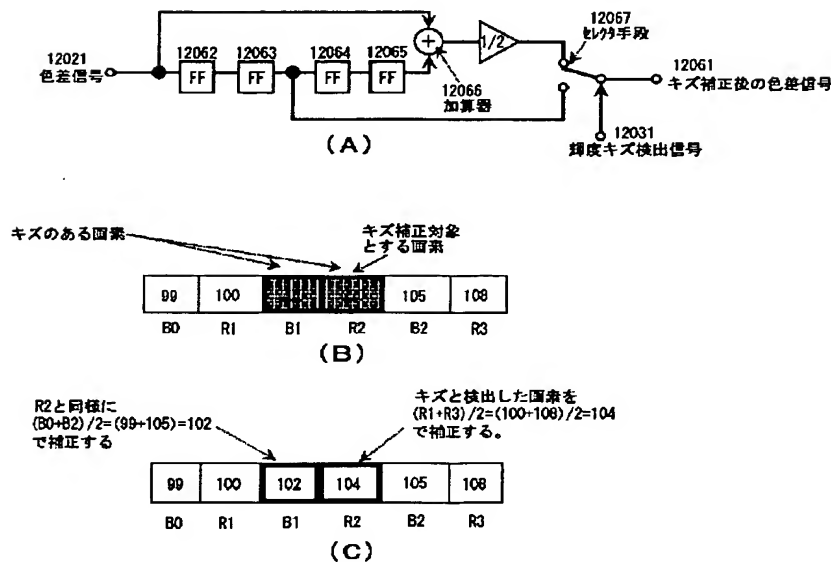 12021
色差信号
12062
12063
12064
12065
FF
FF
FF
FF
+
12066
加算器
1/2
12067
セレクタ手段
12061
キズ補正後の色差信号
12031
輝度キズ検出信号
(A)
キズのある画素
キズ補正対象
とする画素
99
100
105
108
B0
R1
B1
R2
B2
R3
(B)
R2と同様に
(B0+B2)/2=(99+105)=102
で補正する
キズと検出した画素を
(R1+R3)/2=(100+108)/2=104
で補正する。
99
100
102
104
105
108
B0
R1
B1
R2
B2
R3
(C)